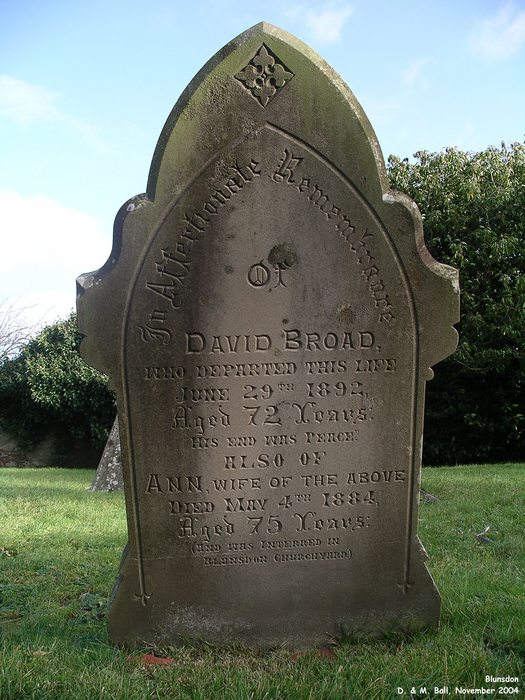 In Affectionate Remembrance
Of
DAVID BROAD,
WHO DEPARTED THIS LIFE
JUNE 29TH 1892,
Aged 72 Years.
"HIS END WAS PEACE."
ALSO OF
ANN, WIFE OF THE ABOVE
DIED MAY 4TH 1884,
Aged 75 Years.
(AND WAS INTERRED IN
BLUNSDON CHURCHYARD.)
Blunsdon
D. & M. Ball, November 2004